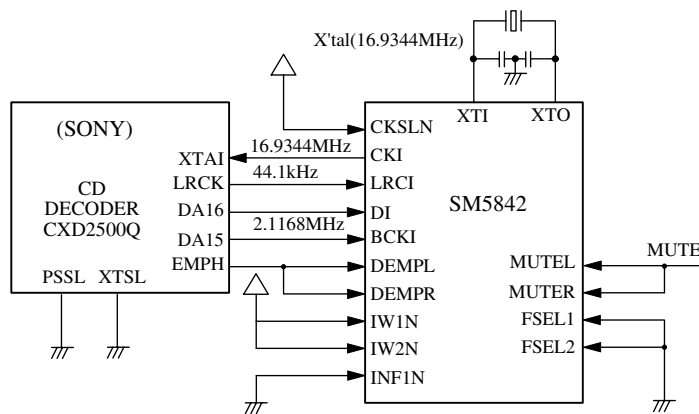 X'tal(16.9344MHz)
XTI
XTO
(SONY)
CD
DECODER
CXD2500Q
XTAI
LRCK
DA16
DA15
EMPH
PSSL XTSL
16.9344MHz
44.1kHz
2.1168MHz
CKSLN
CKI
LRCI
DI
BCKI
DEMPL
DEMPR
IW1N
IW2N
INF1N
SM5842
MUTEL
MUTER
FSEL1
FSEL2
MUTE